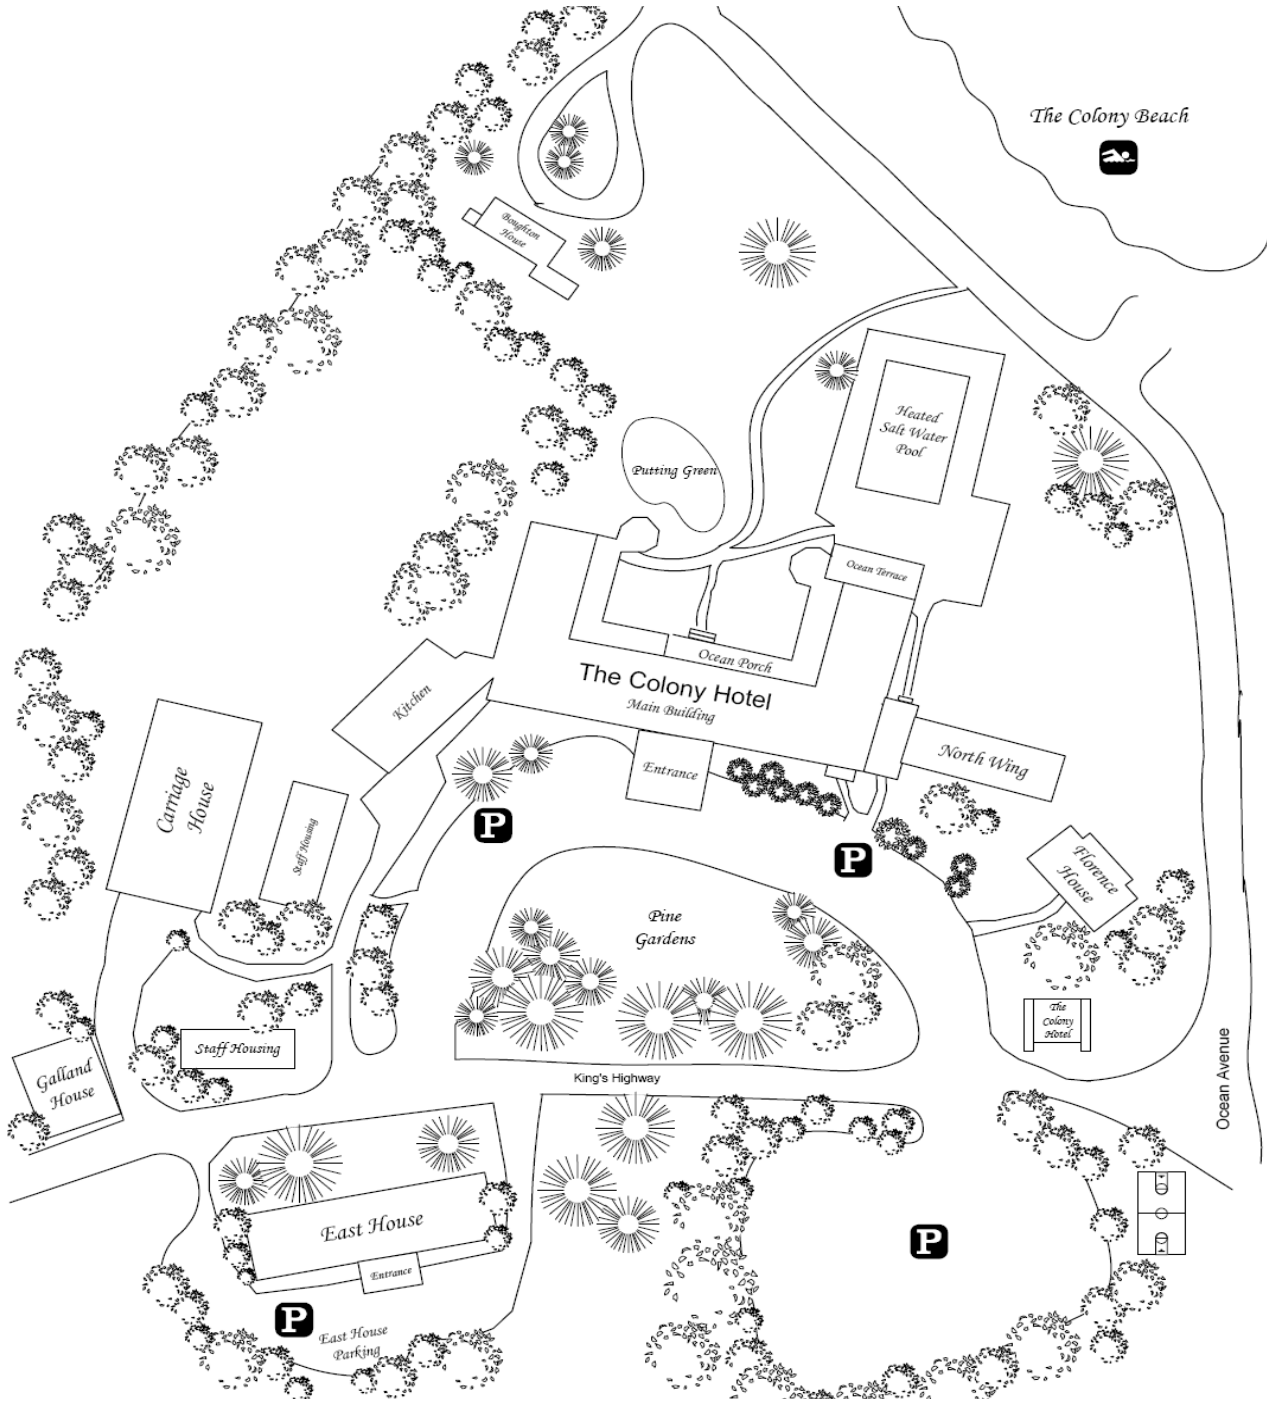 The Colony Beach
Boughton
House
Heated
Salt Water
Pool
Putting Green
Ocean Terrace
Ocean Porch
The Colony Hotel
Main Building
Kitchen
Entrance
North Wing
Carriage
House
Staff Housing
P
P
Florence
House
Pine
Gardens
The
Colony
Hotel
Staff Housing
Galland
House
King's Highway
Ocean Avenue
East House
Entrance
P
East House
Parking
P